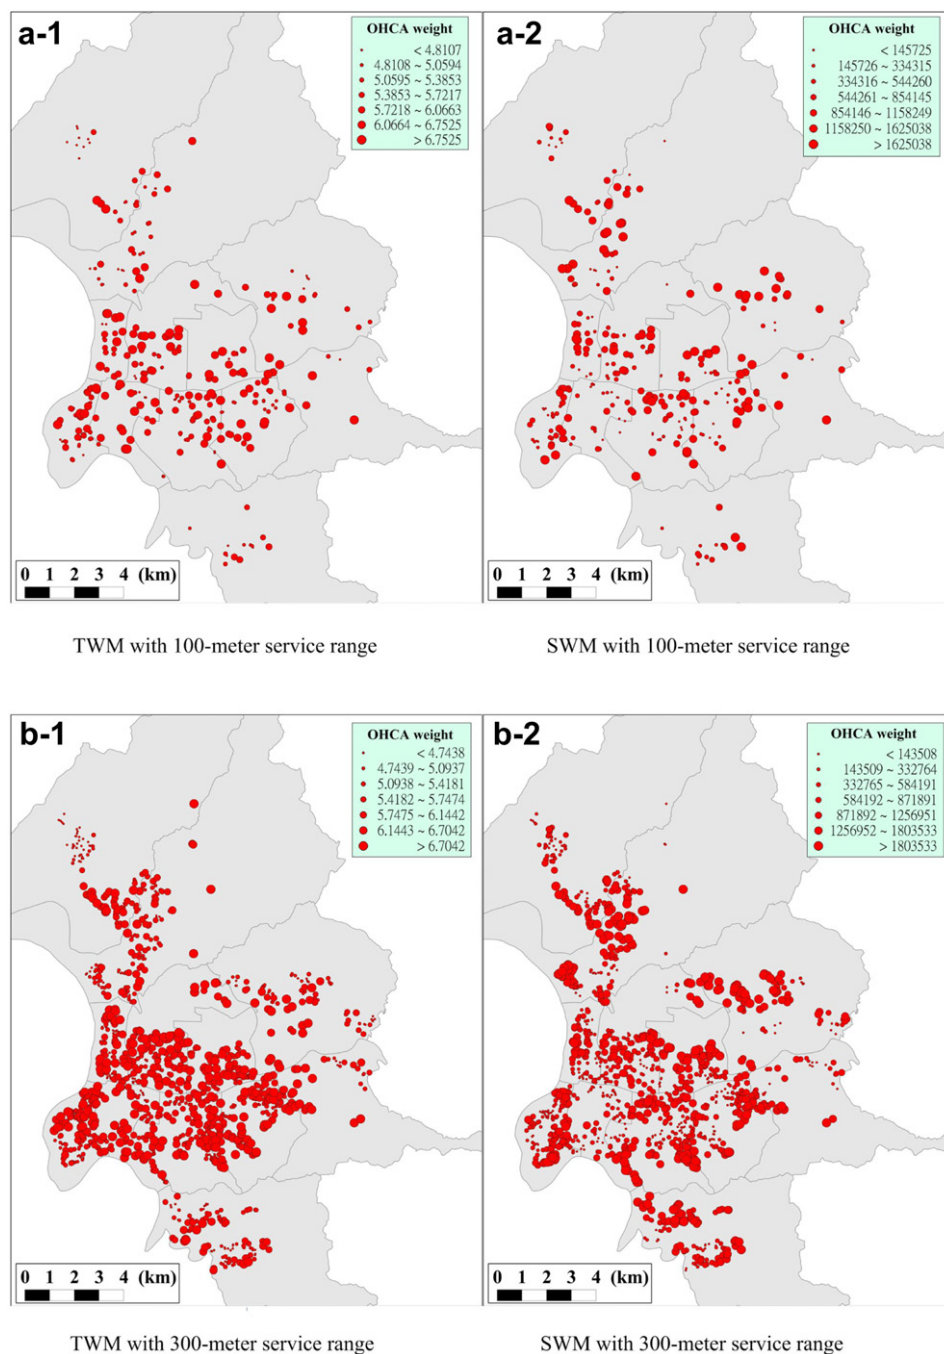 a-1
OHCA weight
< 4.8107
4.8108 ~ 5.0594
5.0595 ~ 5.3853
5.3853 ~ 5.7217
5.7218 ~ 6.0663
6.0664 ~ 6.7525
> 6.7525
0 1 2 3 4 (km)
a-2
OHCA weight
< 145725
145726 ~ 334315
334316 ~ 544260
544261 ~ 854145
854146 ~ 1158249
1158250 ~ 1625038
> 1625038
0 1 2 3 4 (km)
TWM with 100-meter service range
SWM with 100-meter service range
b-1
OHCA weight
< 4.7438
4.7439 ~ 5.0937
5.0938 ~ 5.4181
5.4182 ~ 5.7474
5.7475 ~ 6.1442
6.1443 ~ 6.7042
> 6.7042
0 1 2 3 4 (km)
b-2
OHCA weight
< 143508
143509 ~ 332764
332765 ~ 584191
584192 ~ 871891
871892 ~ 1256951
1256952 ~ 1803533
> 1803533
0 1 2 3 4 (km)
TWM with 300-meter service range
SWM with 300-meter service range